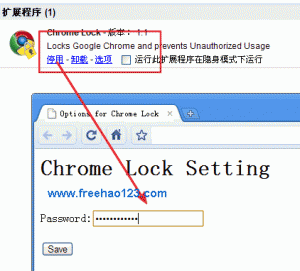 扩展程序 (1)
Chrome Lock - 版本： 1.1
Locks Google Chrome and prevents Unauthorized Usage
停用 - 卸载 - 选项 运行此扩展程序在隐身模式下运行
Options for Chrome Lock
Chrome Lock Setting
www.freehao123.com
Password:
Save